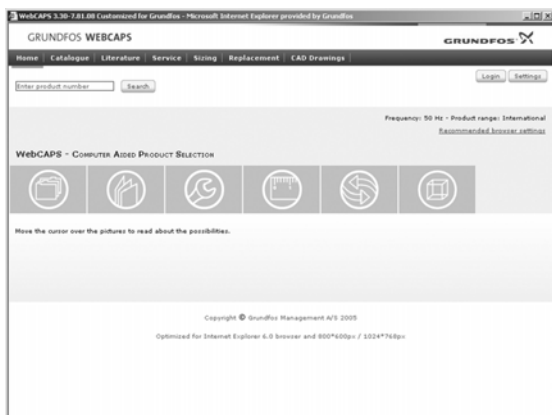 WebCAPS 3.30-7.81.08 Customized for Grundfos - Microsoft Internet Explorer provided by Grundfos
GRUNDFOS WEBCAPS
GRUNDFOS
Home Catalogue Literature Service Sizing Replacement CAD Drawings
Login Settings
Enter product number Search
Frequency: 50 Hz - Product range: International
Recommended browser settings
WebCAPS - Computer Aided Product Selection
Move the cursor over the pictures to read about the possibilities.
Copyright © Grundfos Management A/S 2005
Optimised for Internet Explorer 6.0 browser and 800*600px / 1024*768px